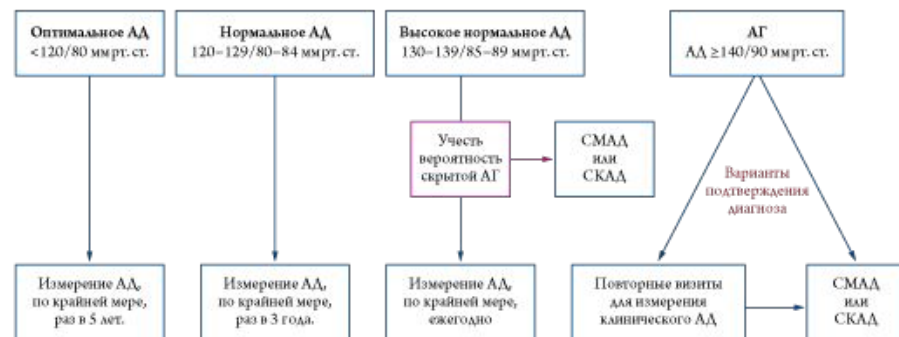 Оптимальное АД
<120/80 мм рт. ст.
Нормальное АД
120–129/80–84 мм рт. ст.
Высокое нормальное АД
130–139/85–89 мм рт. ст.
АГ
АД ≥140/90 мм рт. ст.
Учесть
вероятность
скрытой АГ
СМАД
или
СКАД
Варианты
подтверждения
диагноза
Измерение АД,
по крайней мере,
раз в 5 лет.
Измерение АД,
по крайней мере,
раз в 3 года.
Измерение АД,
по крайней мере,
ежегодно
Повторные визиты
для измерения
клинического АД
СМАД
или
СКАД